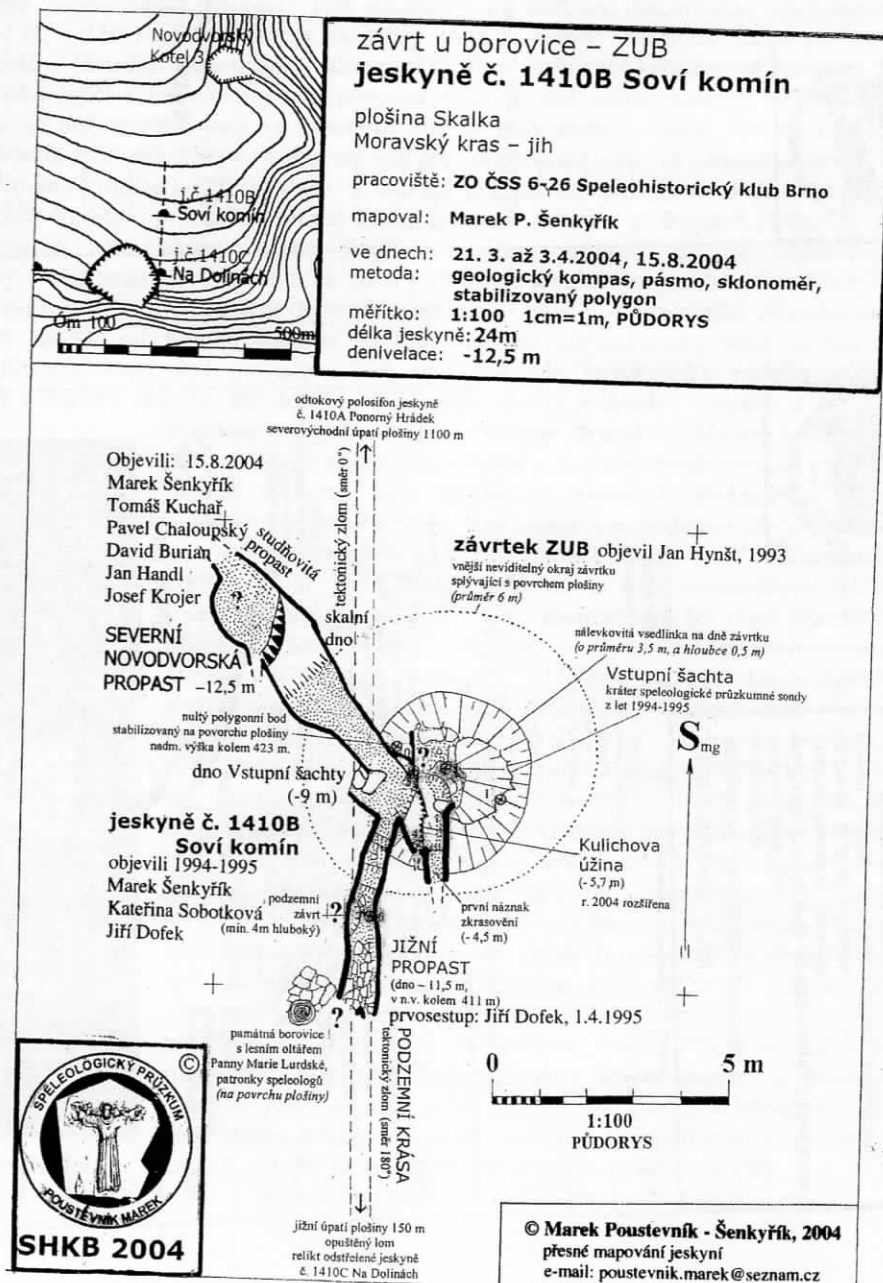 Novodvorský
Kotel 3
j.č.1410B
Soví komín
j.č.1410C
Na Dolinách
0m 100
500m
závrt u borovice – ZUB
jeskyně č. 1410B Soví komín
plošina Skalka
Moravský kras – jih
pracoviště: ZO ČSS 6-26 Speleohistorický klub Brno
mapoval: Marek P. Šenkyřík
ve dnech: 21. 3. až 3.4.2004, 15.8.2004
metoda: geologický kompas, pásmo, sklonoměr,
stabilizovaný polygon
měřítko: 1:100 1cm=1m, PŮDORYS
délka jeskyně: 24m
denivelace: -12,5 m
odtokový polosifon jeskyně
č. 1410A Ponorný Hrádek
severovýchodní úpatí plošiny 1100 m
Objevili: 15.8.2004
Marek Šenkyřík
Tomáš Kuchař
Pavel Chaloupský
David Burian
Jan Handl
Josef Krojer
SEVERNÍ
NOVODVORSKÁ
PROPAST –12,5 m
studňovitá
propast
?
tektonický zlom (směr 0°)
skalní
dno
závrtek ZUB objevil Jan Hynšt, 1993
vnější neviditelný okraj závrtku
splývající s povrchem plošiny
(průměr 6 m)
nálevkovitá vsedlinka na dně závrtku
(o průměru 3,5 m, a hloubce 0,5 m)
Vstupní šachta
kráter speleologické průzkumné sondy
z let 1994-1995
nultý polygonní bod
stabilizovaný na povorchu plošiny
nadm. výška kolem 423 m.
?
dno Vstupní šachty
(-9 m)
S mg
jeskyně č. 1410B
Soví komín
objevili 1994-1995
Marek Šenkyřík
Kateřina Sobotková
Jiří Dofek
podzemní
závrt
(min. 4m hluboký)
?
Kulichova
úžina
(- 5,7 m)
r. 2004 rozšířena
první náznak
zkrasovění
(- 4,5 m)
JIŽNÍ
PROPAST
(dno – 11,5 m,
v n.v. kolem 411 m)
prvosestup: Jiří Dofek, 1.4.1995
?
památná borovice !
s lesním oltářem
Panny Marie Lurdské,
patronky speleologů
(na povrchu plošiny)
PODZEMNÍ KRÁSA
tektonický zlom (směr 180°)
0 5 m
1:100
PŮDORYS
©
SPELEOLOGICKÝ PRŮZKUM
POUSTEVNÍK MAREK
SHKB 2004
jižní úpatí plošiny 150 m
opuštěný lom
relikt odstřelené jeskyně
č. 1410C Na Dolinách
© Marek Poustevník - Šenkyřík, 2004
přesné mapování jeskyní
e-mail: poustevnik.marek@seznam.cz